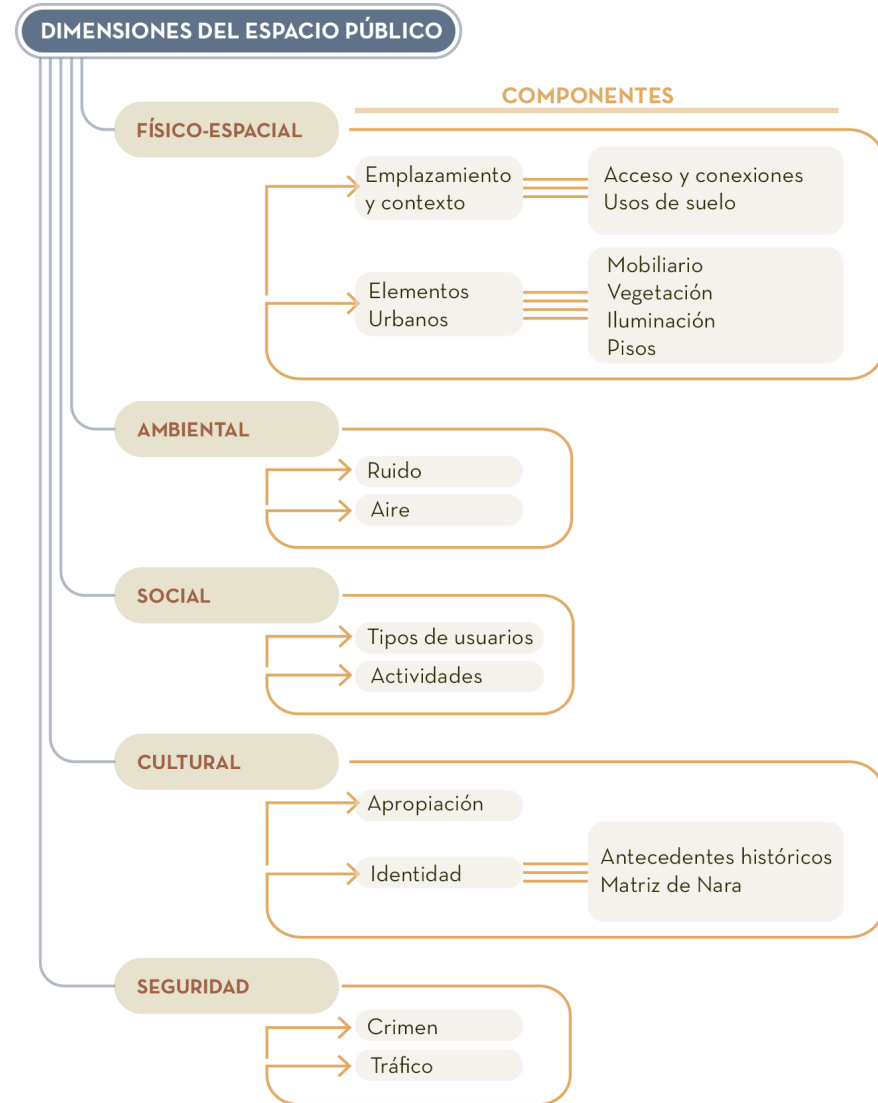 DIMENSIONES DEL ESPACIO PÚBLICO
COMPONENTES
FÍSICO-ESPACIAL
Emplazamiento
y contexto
Acceso y conexiones
Usos de suelo
Elementos
Urbanos
Mobiliario
Vegetación
Iluminación
Pisos
AMBIENTAL
Ruido
Aire
SOCIAL
Tipos de usuarios
Actividades
CULTURAL
Apropiación
Identidad
Antecedentes históricos
Matriz de Nara
SEGURIDAD
Crimen
Tráfico